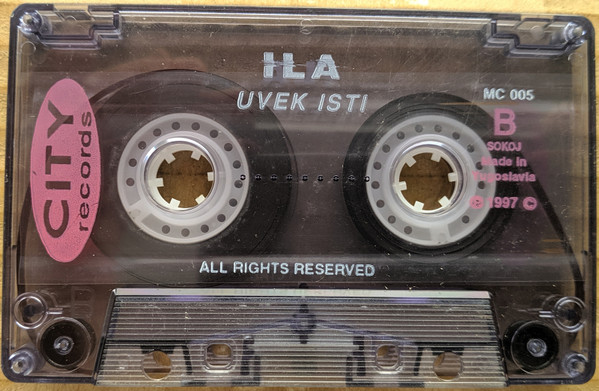 ILA
UVEK ISTI
CITY
records
MC 005
B
SOKOJ
Made in
Yugoslavia
℗ 1997 ©
ALL RIGHTS RESERVED